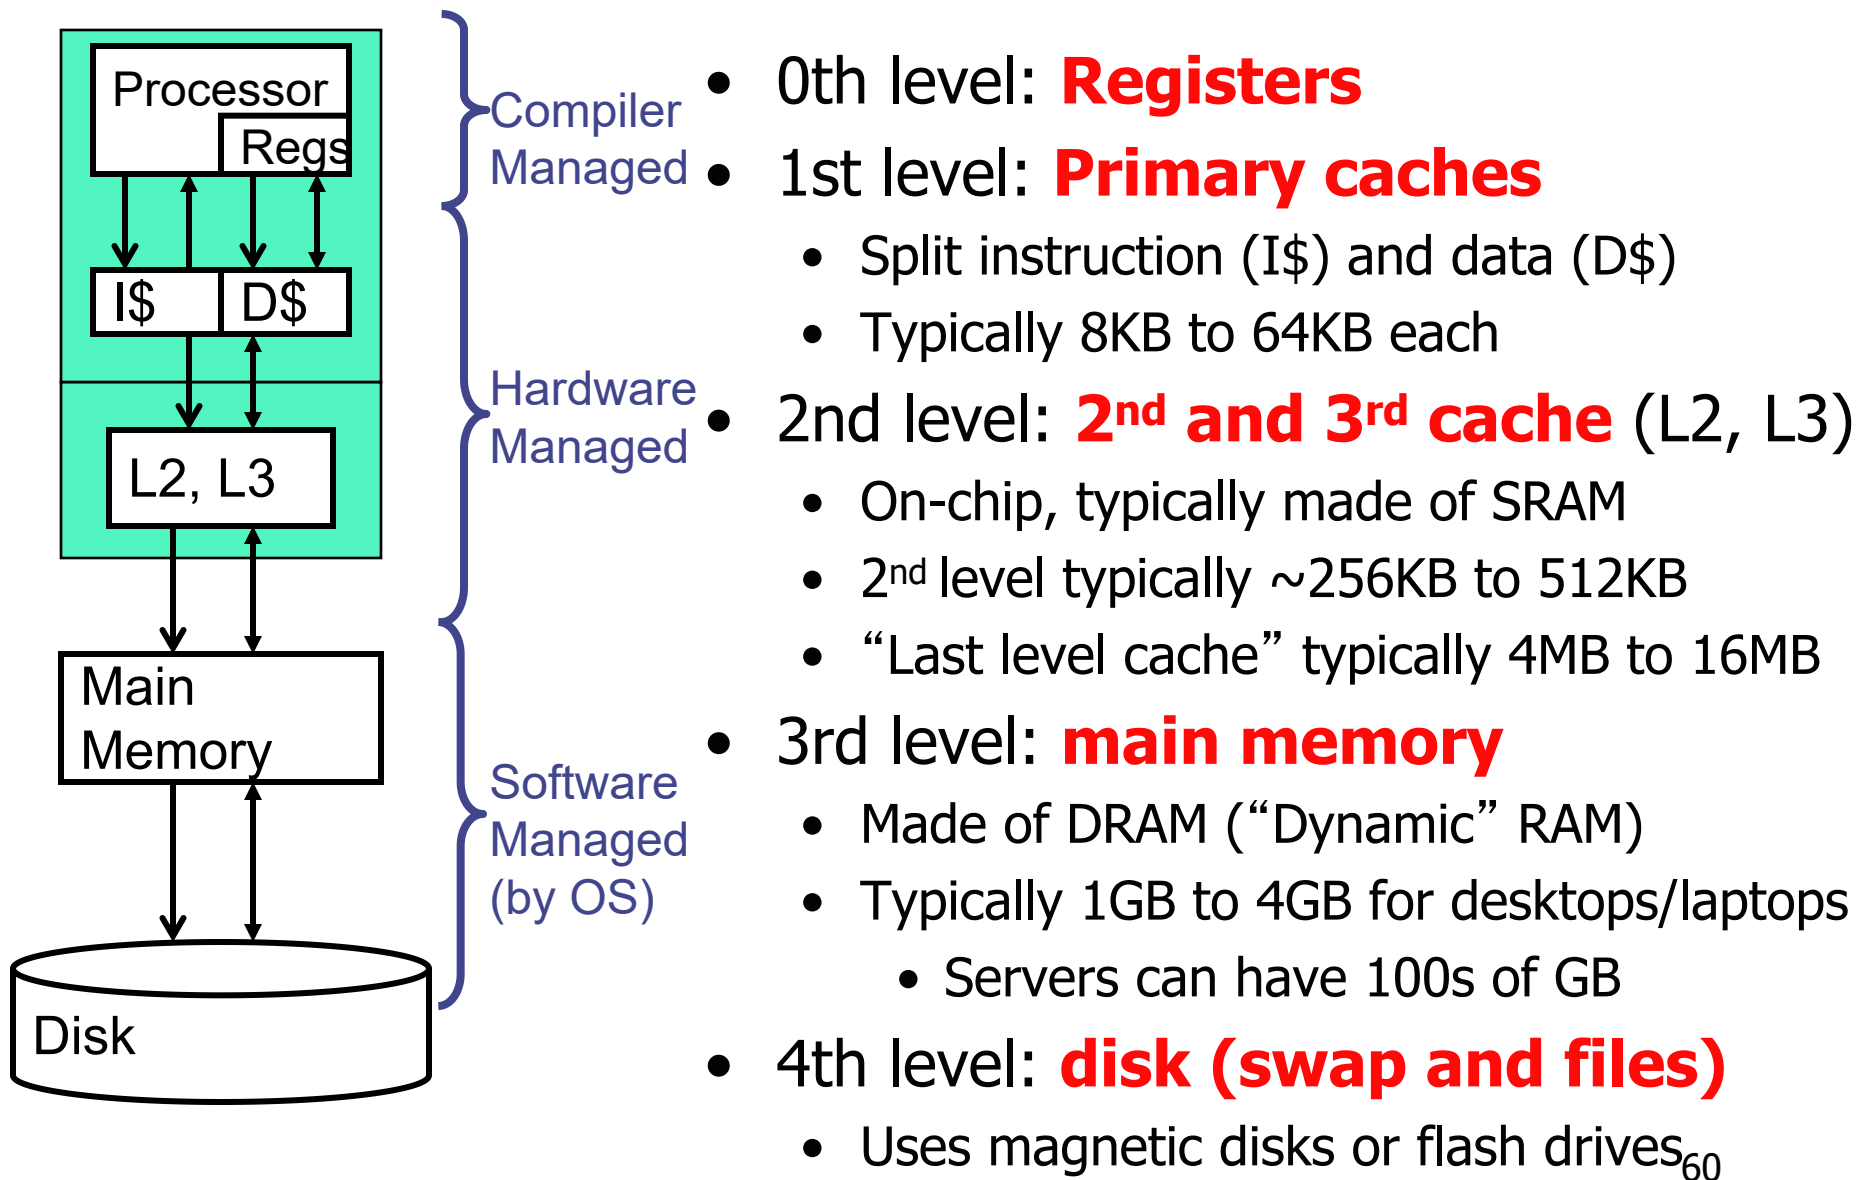 Processor
Regs
I$
D$
L2, L3
Main
Memory
Disk
Compiler
Managed
Hardware
Managed
Software
Managed
(by OS)
• 0th level: Registers
• 1st level: Primary caches
• Split instruction (I$) and data (D$)
• Typically 8KB to 64KB each
• 2nd level: 2nd and 3rd cache (L2, L3)
• On-chip, typically made of SRAM
• 2nd level typically ~256KB to 512KB
• “Last level cache” typically 4MB to 16MB
• 3rd level: main memory
• Made of DRAM (“Dynamic” RAM)
• Typically 1GB to 4GB for desktops/laptops
• Servers can have 100s of GB
• 4th level: disk (swap and files)
• Uses magnetic disks or flash drives
60